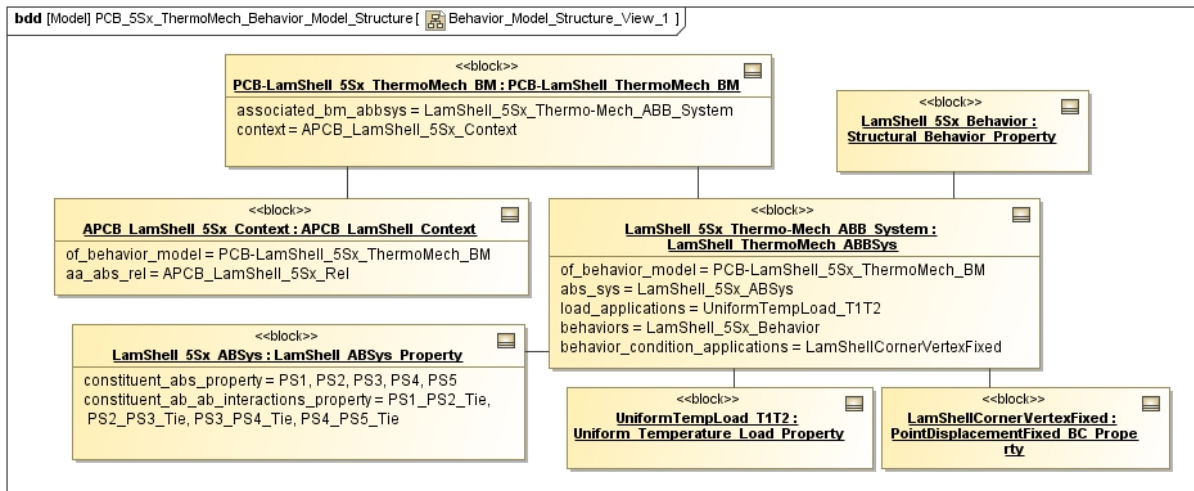 bdd [Model] PCB_5Sx_ThermoMech_Behavior_Model_Structure [ Behavior_Model_Structure_View_1 ]
<<block>>
PCB-LamShell_5Sx_ThermoMech_BM : PCB-LamShell_ThermoMech_BM
associated_bm_abbsys = LamShell_5Sx_Thermo-Mech_ABB_System
context = APCB_LamShell_5Sx_Context
<<block>>
LamShell_5Sx_Behavior :
Structural_Behavior_Property
<<block>>
APCB_LamShell_5Sx_Context : APCB_LamShell_Context
of_behavior_model = PCB-LamShell_5Sx_ThermoMech_BM
aa_abs_rel = APCB_LamShell_5Sx_Rel
<<block>>
LamShell_5Sx_Thermo-Mech_ABB_System :
LamShell_ThermoMech_ABBSys
of_behavior_model = PCB-LamShell_5Sx_ThermoMech_BM
abs_sys = LamShell_5Sx_ABSys
load_applications = UniformTempLoad_T1T2
behaviors = LamShell_5Sx_Behavior
behavior_condition_applications = LamShellCornerVertexFixed
<<block>>
LamShell_5Sx_ABSys : LamShell_ABSys_Property
constituent_abs_property = PS1, PS2, PS3, PS4, PS5
constituent_ab_ab_interactions_property = PS1_PS2_Tie,
PS2_PS3_Tie, PS3_PS4_Tie, PS4_PS5_Tie
<<block>>
UniformTempLoad_T1T2 :
Uniform_Temperature_Load_Property
<<block>>
LamShellCornerVertexFixed :
PointDisplacementFixed_BC_Prope
rty